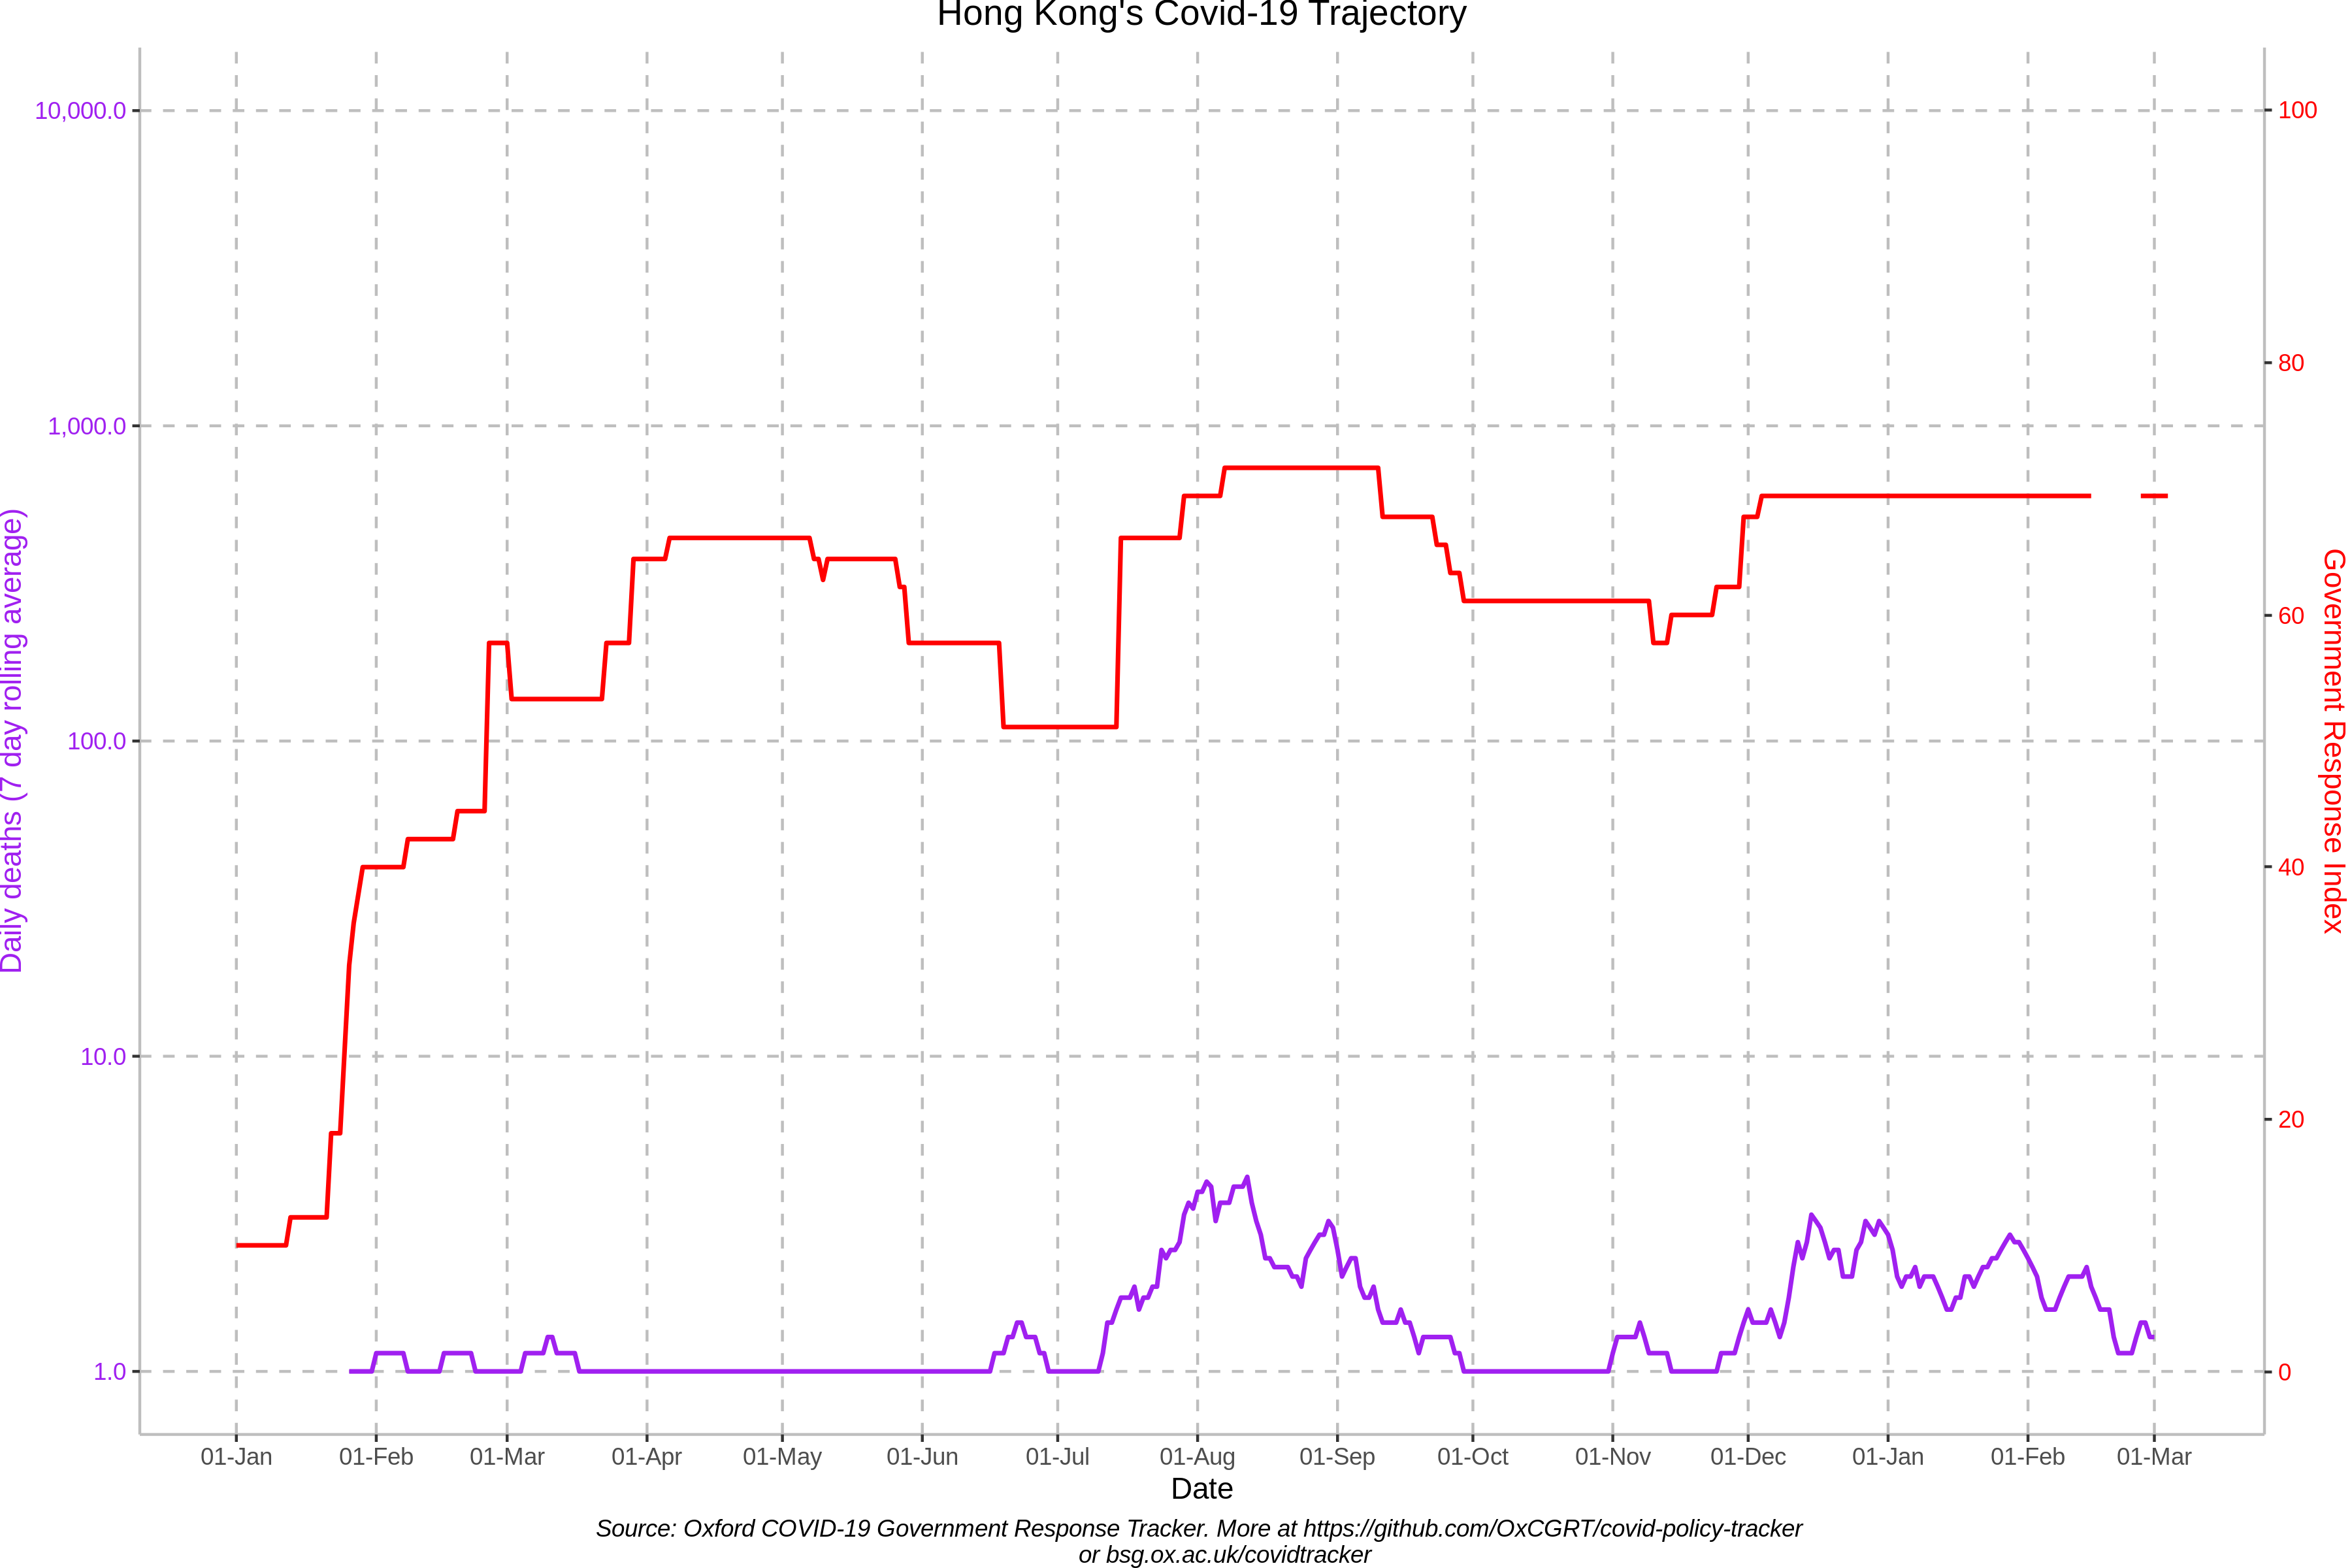 Hong Kong's Covid-19 Trajectory
10,000.0
1,000.0
100.0
10.0
1.0
Daily deaths (7 day rolling average)
100
80
60
40
20
0
Government Response Index
01-Jan 01-Feb 01-Mar 01-Apr 01-May 01-Jun 01-Jul 01-Aug 01-Sep 01-Oct 01-Nov 01-Dec 01-Jan 01-Feb 01-Mar
Date
Source: Oxford COVID-19 Government Response Tracker. More at https://github.com/OxCGRT/covid-policy-tracker
or bsg.ox.ac.uk/covidtracker